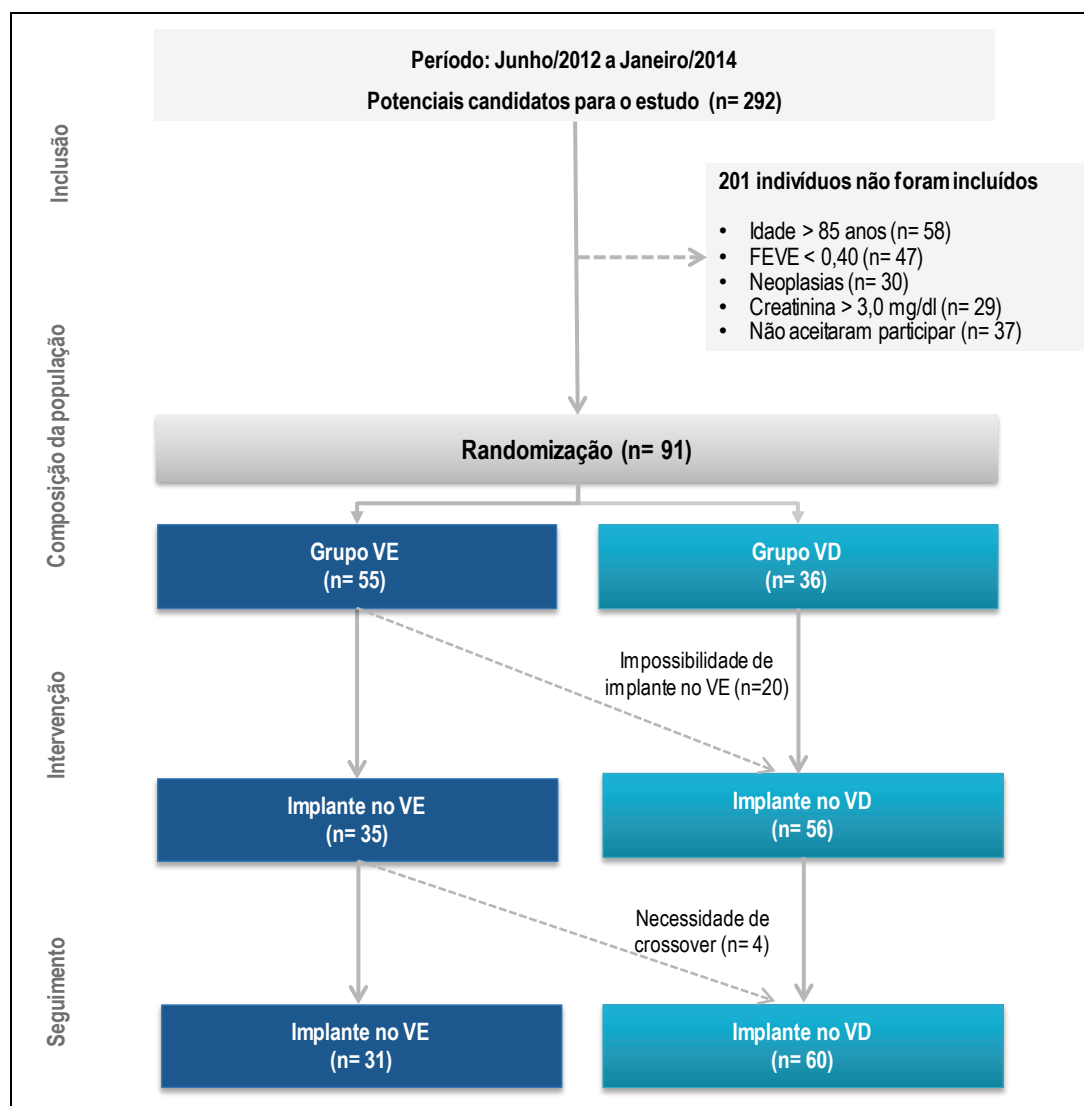 Período: Junho/2012 a Janeiro/2014
Potenciais candidatos para o estudo (n= 292)
Inclusão
201 indivíduos não foram incluídos
• Idade > 85 anos (n= 58)
• FEVE < 0,40 (n= 47)
• Neoplasias (n= 30)
• Creatinina > 3,0 mg/dl (n= 29)
• Não aceitaram participar (n= 37)
Composição da população
Randomização (n= 91)
Grupo VE
(n= 55)
Grupo VD
(n= 36)
Intervenção
Impossibilidade de
implante no VE (n=20)
Implante no VE
(n= 35)
Implante no VD
(n= 56)
Seguimento
Necessidade de
crossover (n= 4)
Implante no VE
(n= 31)
Implante no VD
(n= 60)